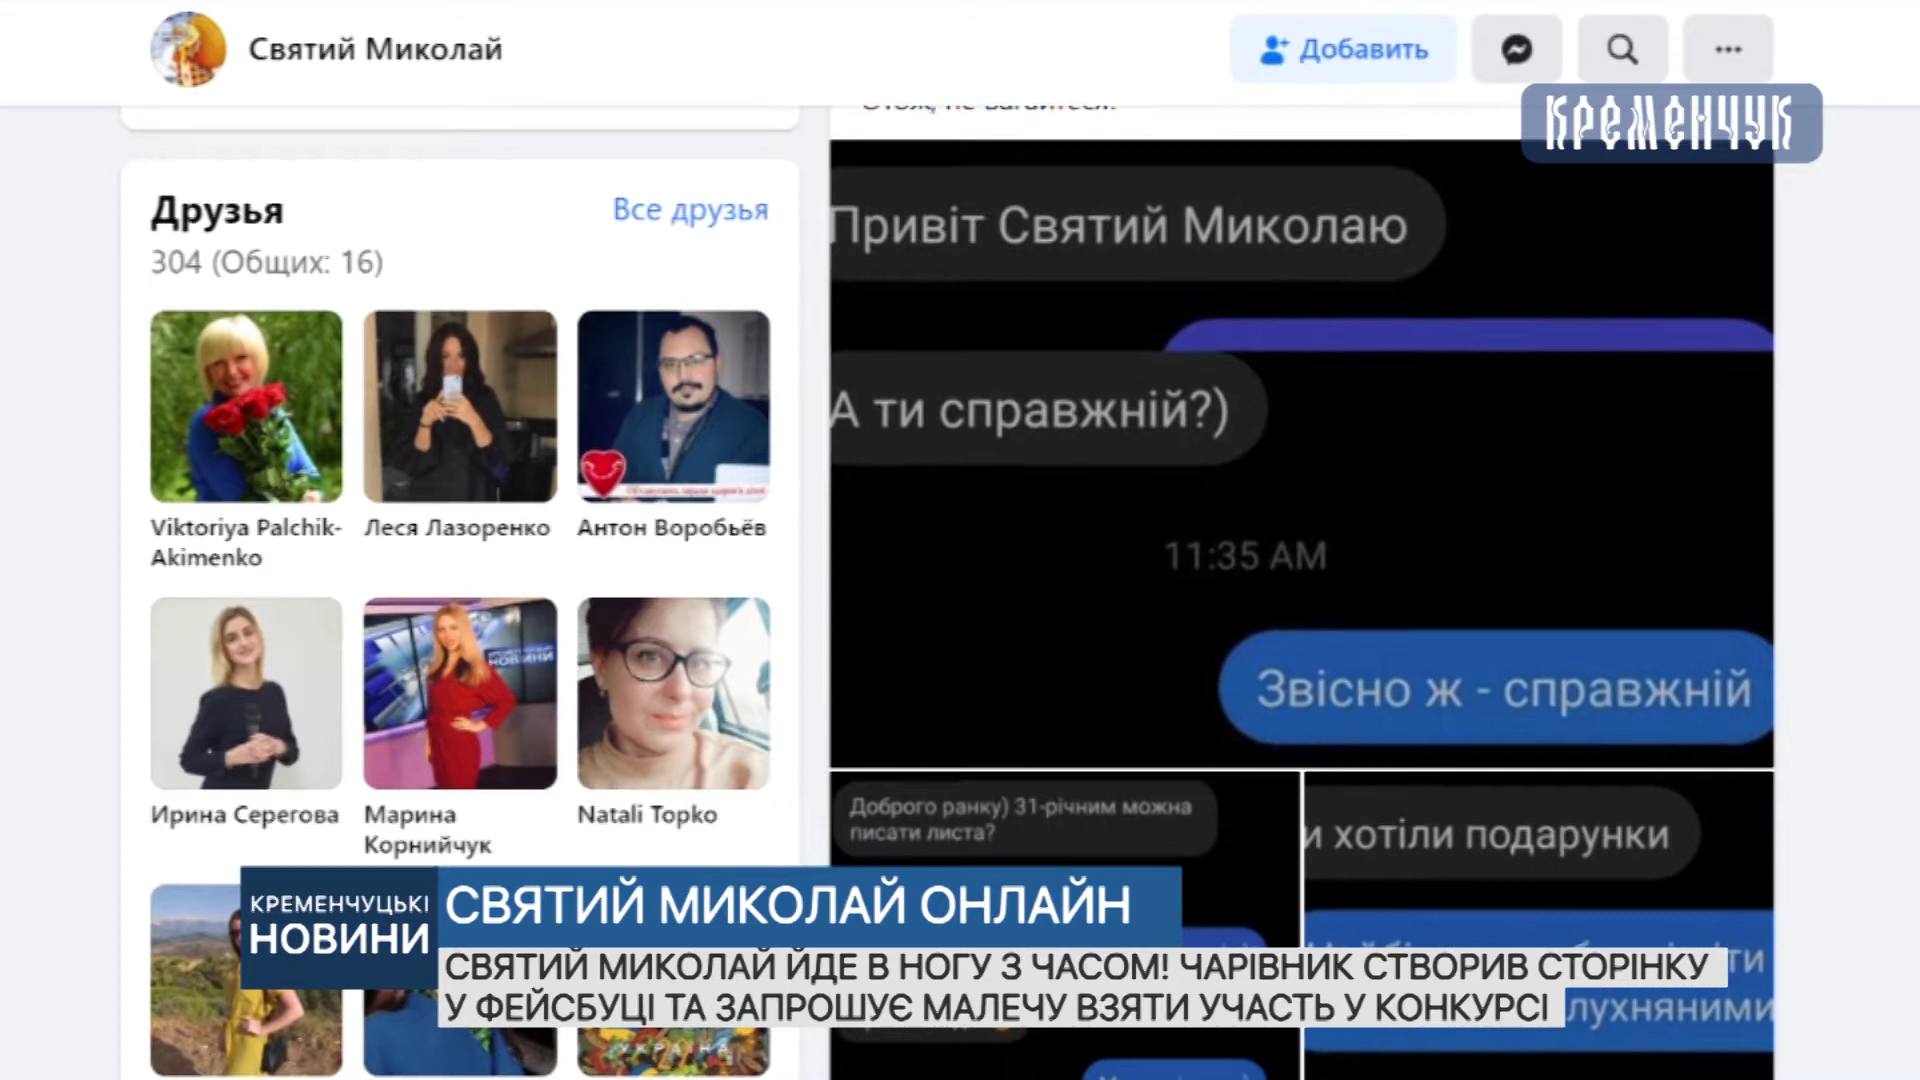 Святий Миколай
Добавить
КРЕМЕНЧУК
Друзья
Все друзья
304 (Общих: 16)
Viktoriya Palchik-
Akimenko
Леся Лазоренко
Антон Воробьёв
НОВИНИ
Ирина Серегова
Марина
Корнийчук
Natali Topko
Привіт Святий Миколаю
А ти справжній?)
11:35 AM
Звісно ж - справжній
Доброго ранку) 31-річним можна
писати листа?
и хотіли подарунки
лухняними
КРЕМЕНЧУЦЬКІ
НОВИНИ
СВЯТИЙ МИКОЛАЙ ОНЛАЙН
СВЯТИЙ МИКОЛАЙ ЙДЕ В НОГУ З ЧАСОМ! ЧАРІВНИК СТВОРИВ СТОРІНКУ
У ФЕЙСБУЦІ ТА ЗАПРОШУЄ МАЛЕЧУ ВЗЯТИ УЧАСТЬ У КОНКУРСІ
УКРАЇНА